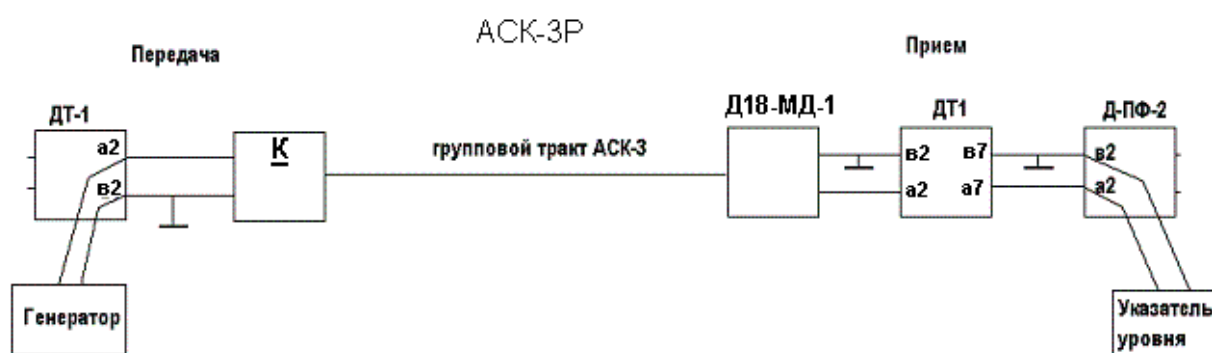 АСК-3Р
Передача
Прием
ДТ-1
Д18-МД-1
ДТ1
Д-ПФ-2
а2
К
групповой тракт АСК-3
в2
в2
в7
в2
а2
а7
а2
Генератор
Указатель
уровня